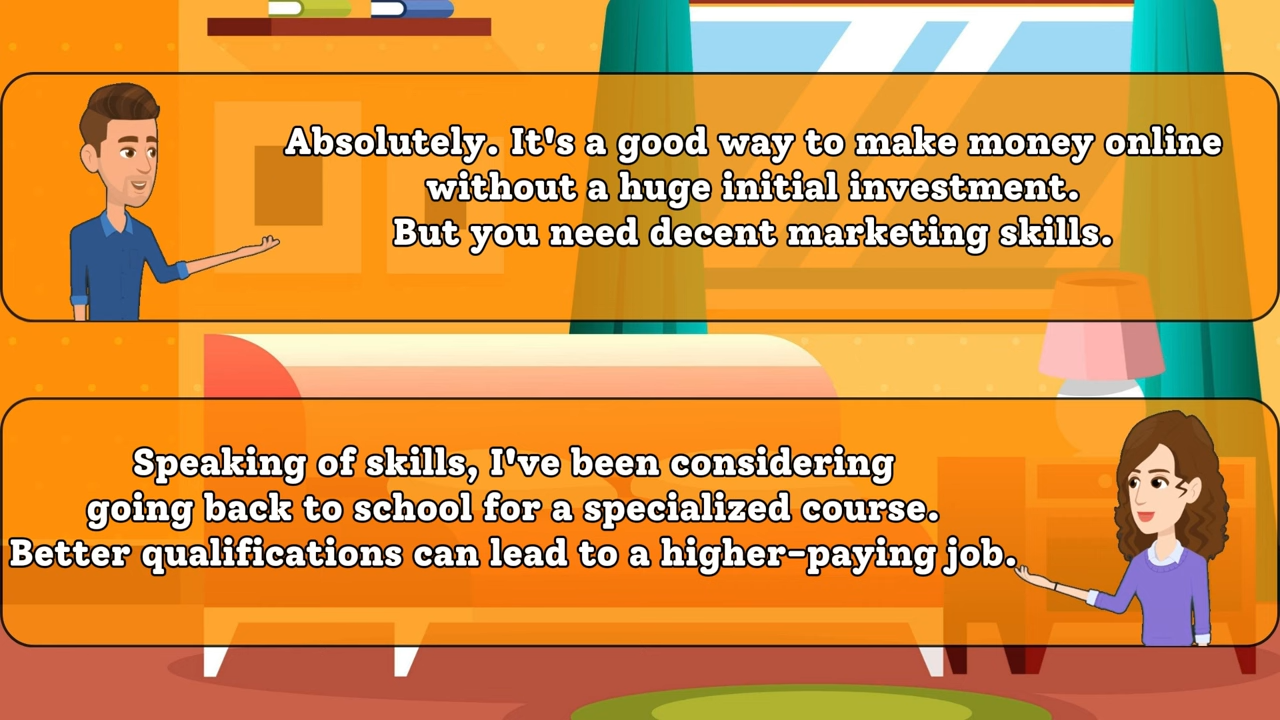 Absolutely. It's a good way to make money online
without a huge initial investment.
But you need decent marketing skills.
Speaking of skills, I've been considering
going back to school for a specialized course.
Better qualifications can lead to a higher-paying job.